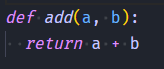 def add(a, b):
    return a + b